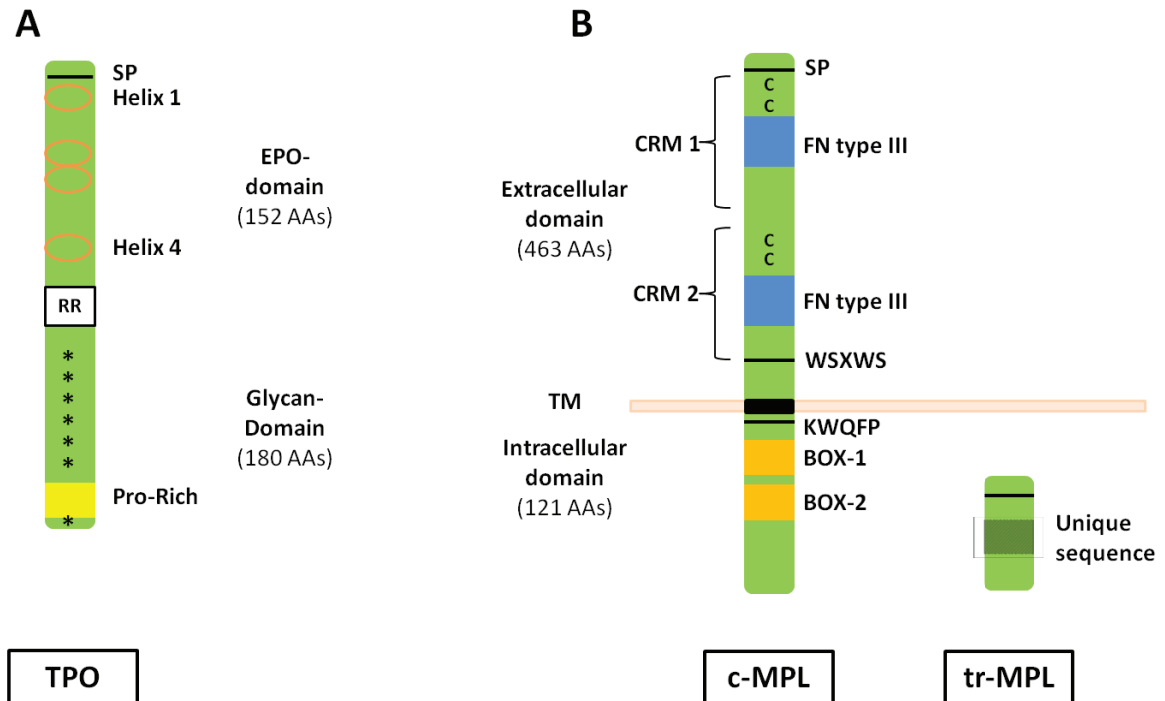 A
SP
Helix 1
EPO-
domain
(152 AAs)
Helix 4
RR
*
*
*
*
*
*
Glycan-
Domain
(180 AAs)
Pro-Rich
*
TPO
B
SP
C
C
CRM 1
FN type III
Extracellular
domain
(463 AAs)
C
C
CRM 2
FN type III
WSXWS
TM
KWQFP
Intracellular
domain
(121 AAs)
BOX-1
BOX-2
Unique
sequence
c-MPL
tr-MPL